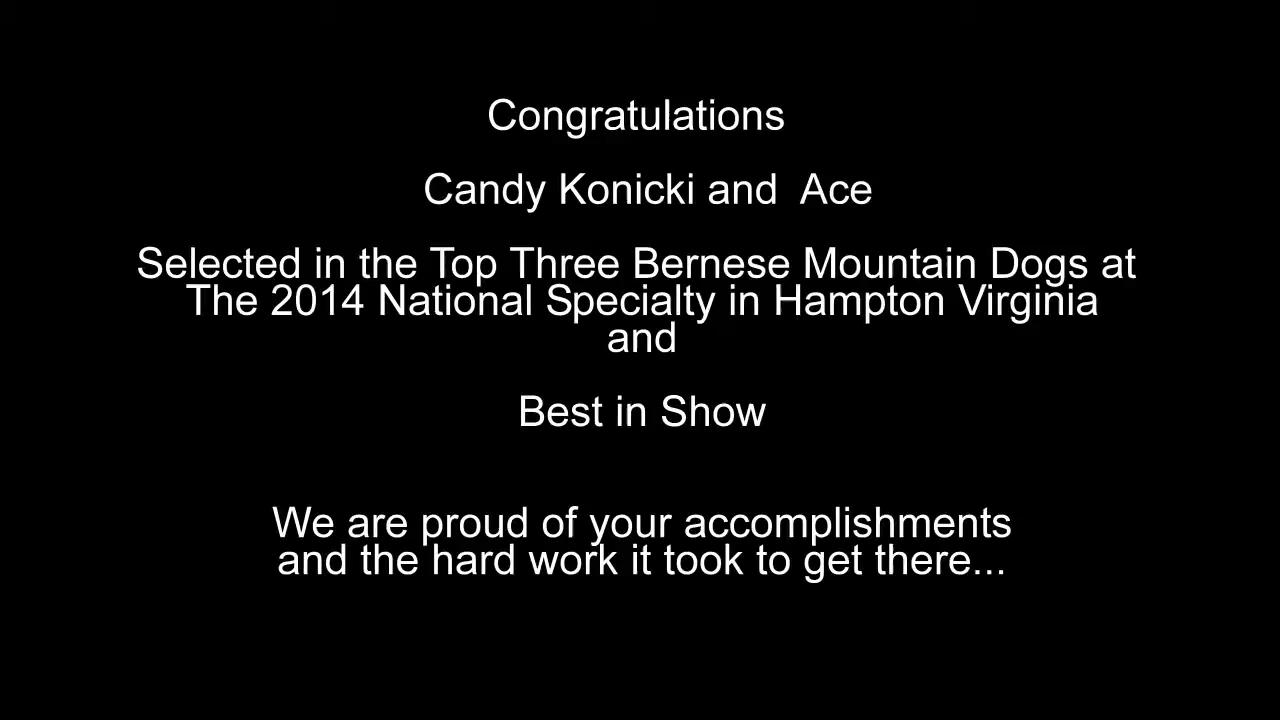 Congratulations
Candy Konicki and  Ace
Selected in the Top Three Bernese Mountain Dogs at
The 2014 National Specialty in Hampton Virginia
and
Best in Show
We are proud of your accomplishments
and the hard work it took to get there...